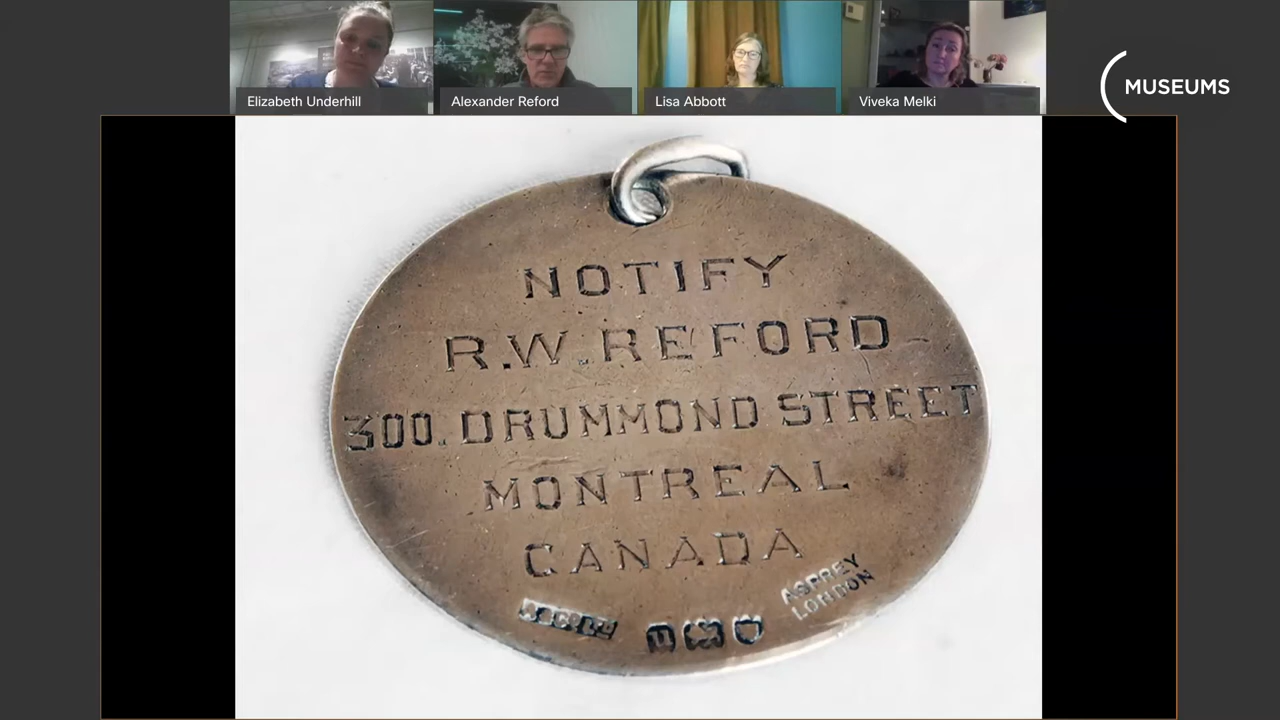 Elizabeth Underhill
Alexander Reford
Lisa Abbott
Viveka Melki
MUSEUMS
NOTIFY
R.W.REFORD
300.DRUMMOND STREET
MONTREAL
CANADA
ASPREY
LONDON